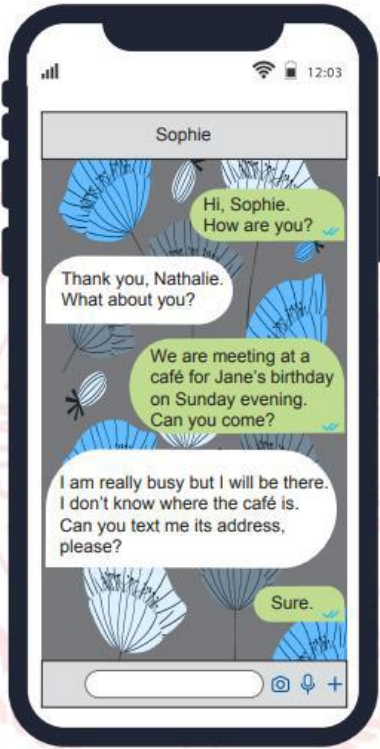 12:03
Sophie
Hi, Sophie.
How are you?
Thank you, Nathalie.
What about you?
We are meeting at a
café for Jane’s birthday
on Sunday evening.
Can you come?
I am really busy but I will be there.
I don’t know where the café is.
Can you text me its address,
please?
Sure.